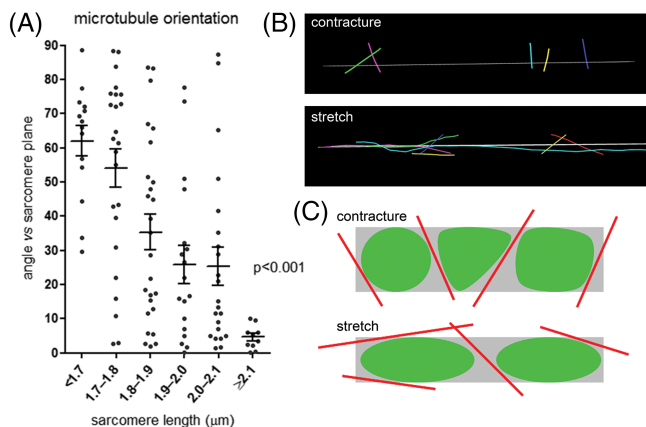 (A)
microtubule orientation
angle vs sarcomere plane
90
80
70
60
50
40
30
20
10
0
p<0.001
<1.7
1.7–1.8
1.8–1.9
1.9–2.0
2.0–2.1
≥2.1
sarcomere length (µm)
(B)
contracture
stretch
(C)
contracture
stretch